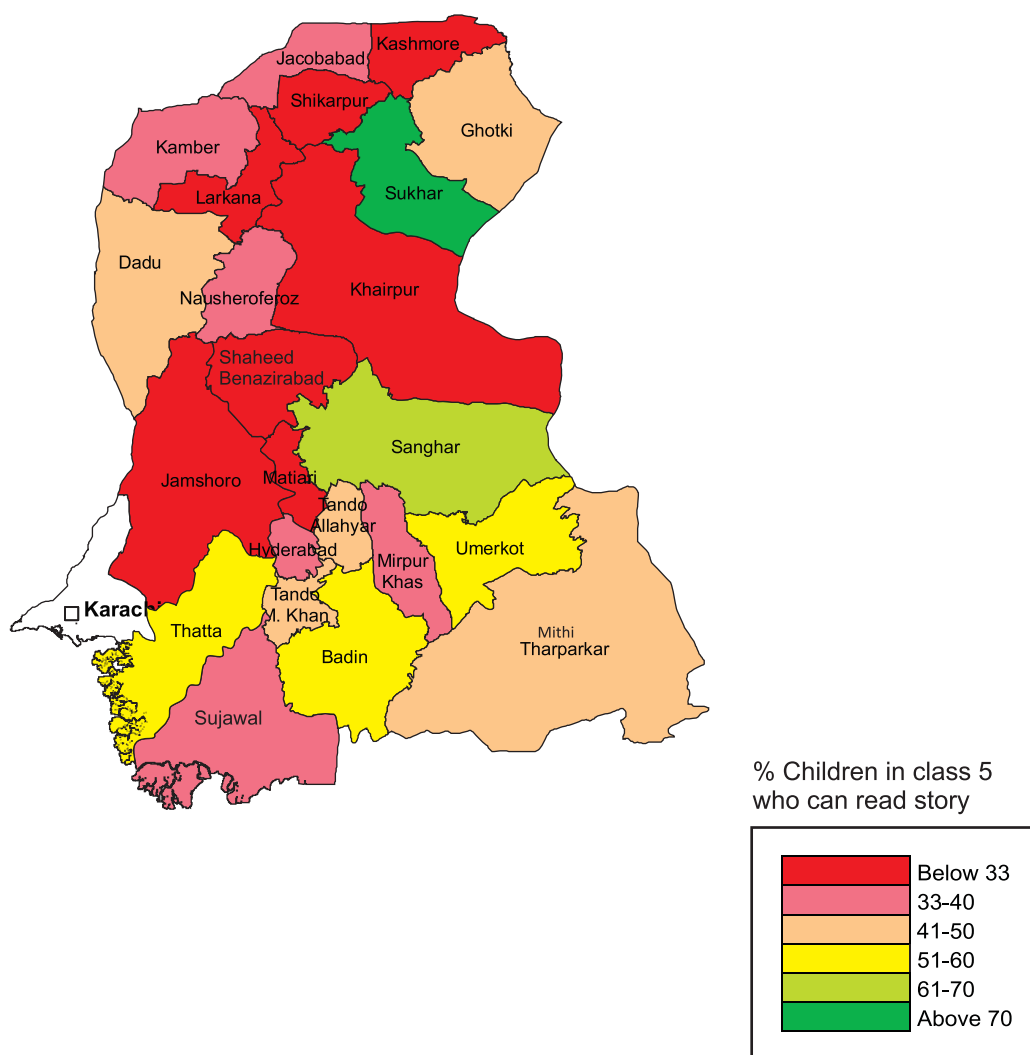 Kashmore
Jacobabad
Shikarpur
Ghotki
Kamber
Sukhar
Larkana
Dadu
Khairpur
Nausheroferoz
Shaheed
Benazirabad
Sanghar
Matiari
Jamshoro
Tando
Allahyar
Hyderabad
Umerkot
Mirpur
Khas
Tando
M. Khan
Karachi
Thatta
Mithi
Tharparkar
Badin
Sujawal
% Children in class 5
who can read story
Below 33
33-40
41-50
51-60
61-70
Above 70